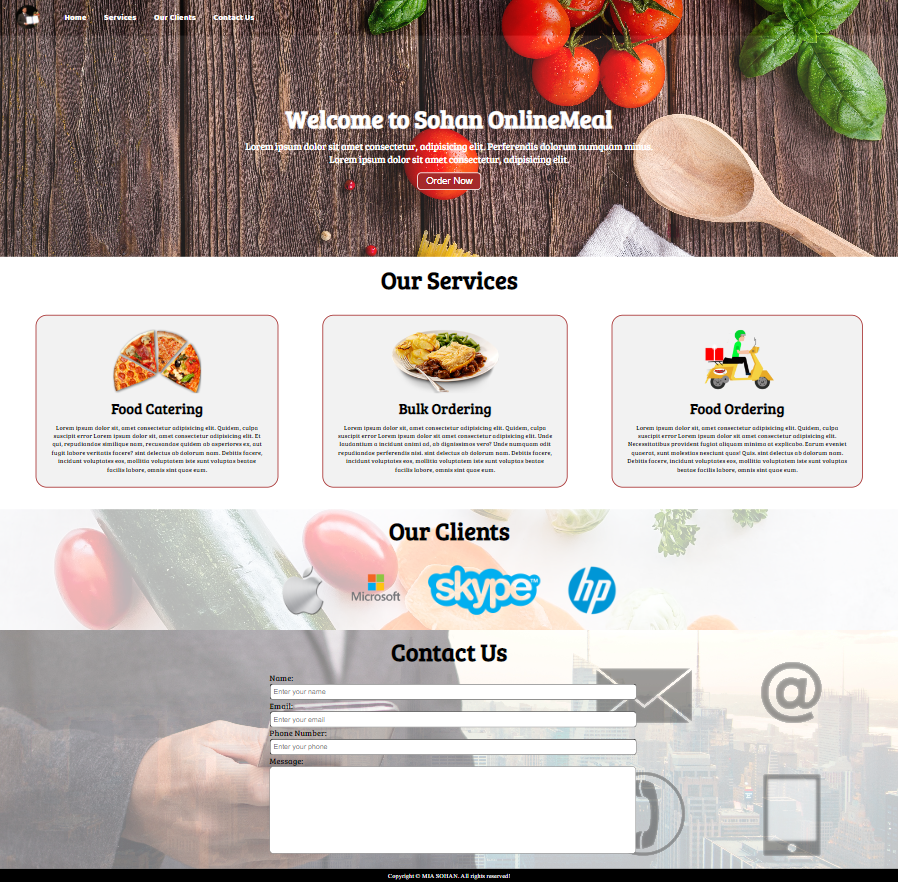 Home Services Our Clients Contact Us
Welcome to Sohan OnlineMeal
Lorem ipsum dolor sit amet consectetur, adipisicing elit. Perferendis dolorum numquam minus.
Lorem ipsum dolor sit amet consectetur, adipisicing elit.
Order Now
Our Services
Food Catering
Lorem ipsum dolor sit, amet consectetur adipisicing elit. Quidem, culpa
suscipit error Lorem ipsum dolor sit, amet consectetur adipisicing elit. Et
qui, repudiandae similique nam, recusandae quidem ab asperiores ex, aut
fugit labore veritatis facere? sint delectus ab dolorum nam. Debitis facere,
incidunt voluptates eos, mollitia voluptatem iste sunt voluptas beatae
facilis labore, omnis sint quae eum.
Bulk Ordering
Lorem ipsum dolor sit, amet consectetur adipisicing elit. Quidem, culpa
suscipit error Lorem ipsum dolor sit, amet consectetur adipisicing elit. Unde
laudantium a incidunt animi ad, ab dignissimos vero? Unde numquam odit
repudiandae perferendis nisi. sint delectus ab dolorum nam. Debitis facere,
incidunt voluptates eos, mollitia voluptatem iste sunt voluptas beatae
facilis labore, omnis sint quae eum.
Food Ordering
Lorem ipsum dolor sit, amet consectetur adipisicing elit. Quidem, culpa
suscipit error Lorem ipsum dolor sit, amet consectetur adipisicing elit.
Necessitatibus provident fugiat aliquam minima at explicabo. Earum eveniet
quaerat, sunt molestias nesciunt quas! Quis. sint delectus ab dolorum nam.
Debitis facere, incidunt voluptates eos, mollitia voluptatem iste sunt voluptas
beatae facilis labore, omnis sint quae eum.
Our Clients
Microsoft
skype™
hp
Contact Us
Name:
Enter your name
Email:
Enter your email
Phone Number:
Enter your phone
Message:
@
Copyright © MIA SOHAN. All rights reserved!